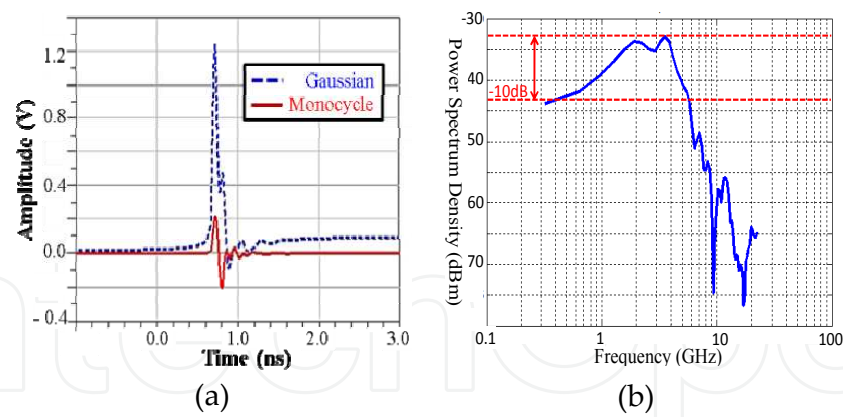 1.2
0.8
0.4
0.0
- 0.4
Amplitude (V)
Gaussian
Monocycle
0.0 1.0 2.0 3.0
Time (ns)
(a)
-30
40
50
60
70
Power Spectrum Density (dBm)
-10dB
0.1 1 10 100
Frequency (GHz)
(b)